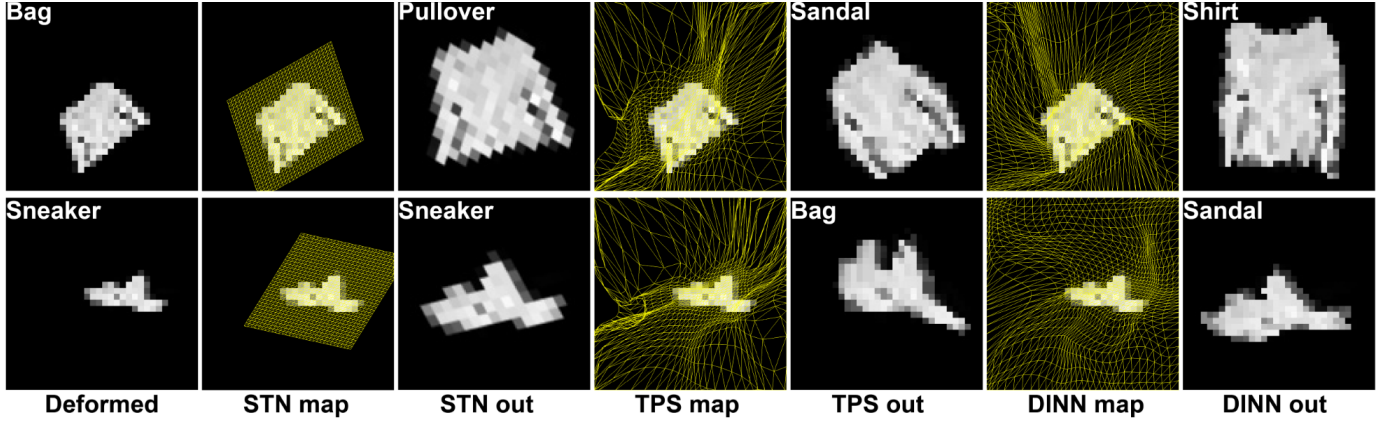 Bag Pullover Sandal Shirt
Sneaker Sneaker Bag Sandal
Deformed STN map STN out TPS map TPS out DINN map DINN out